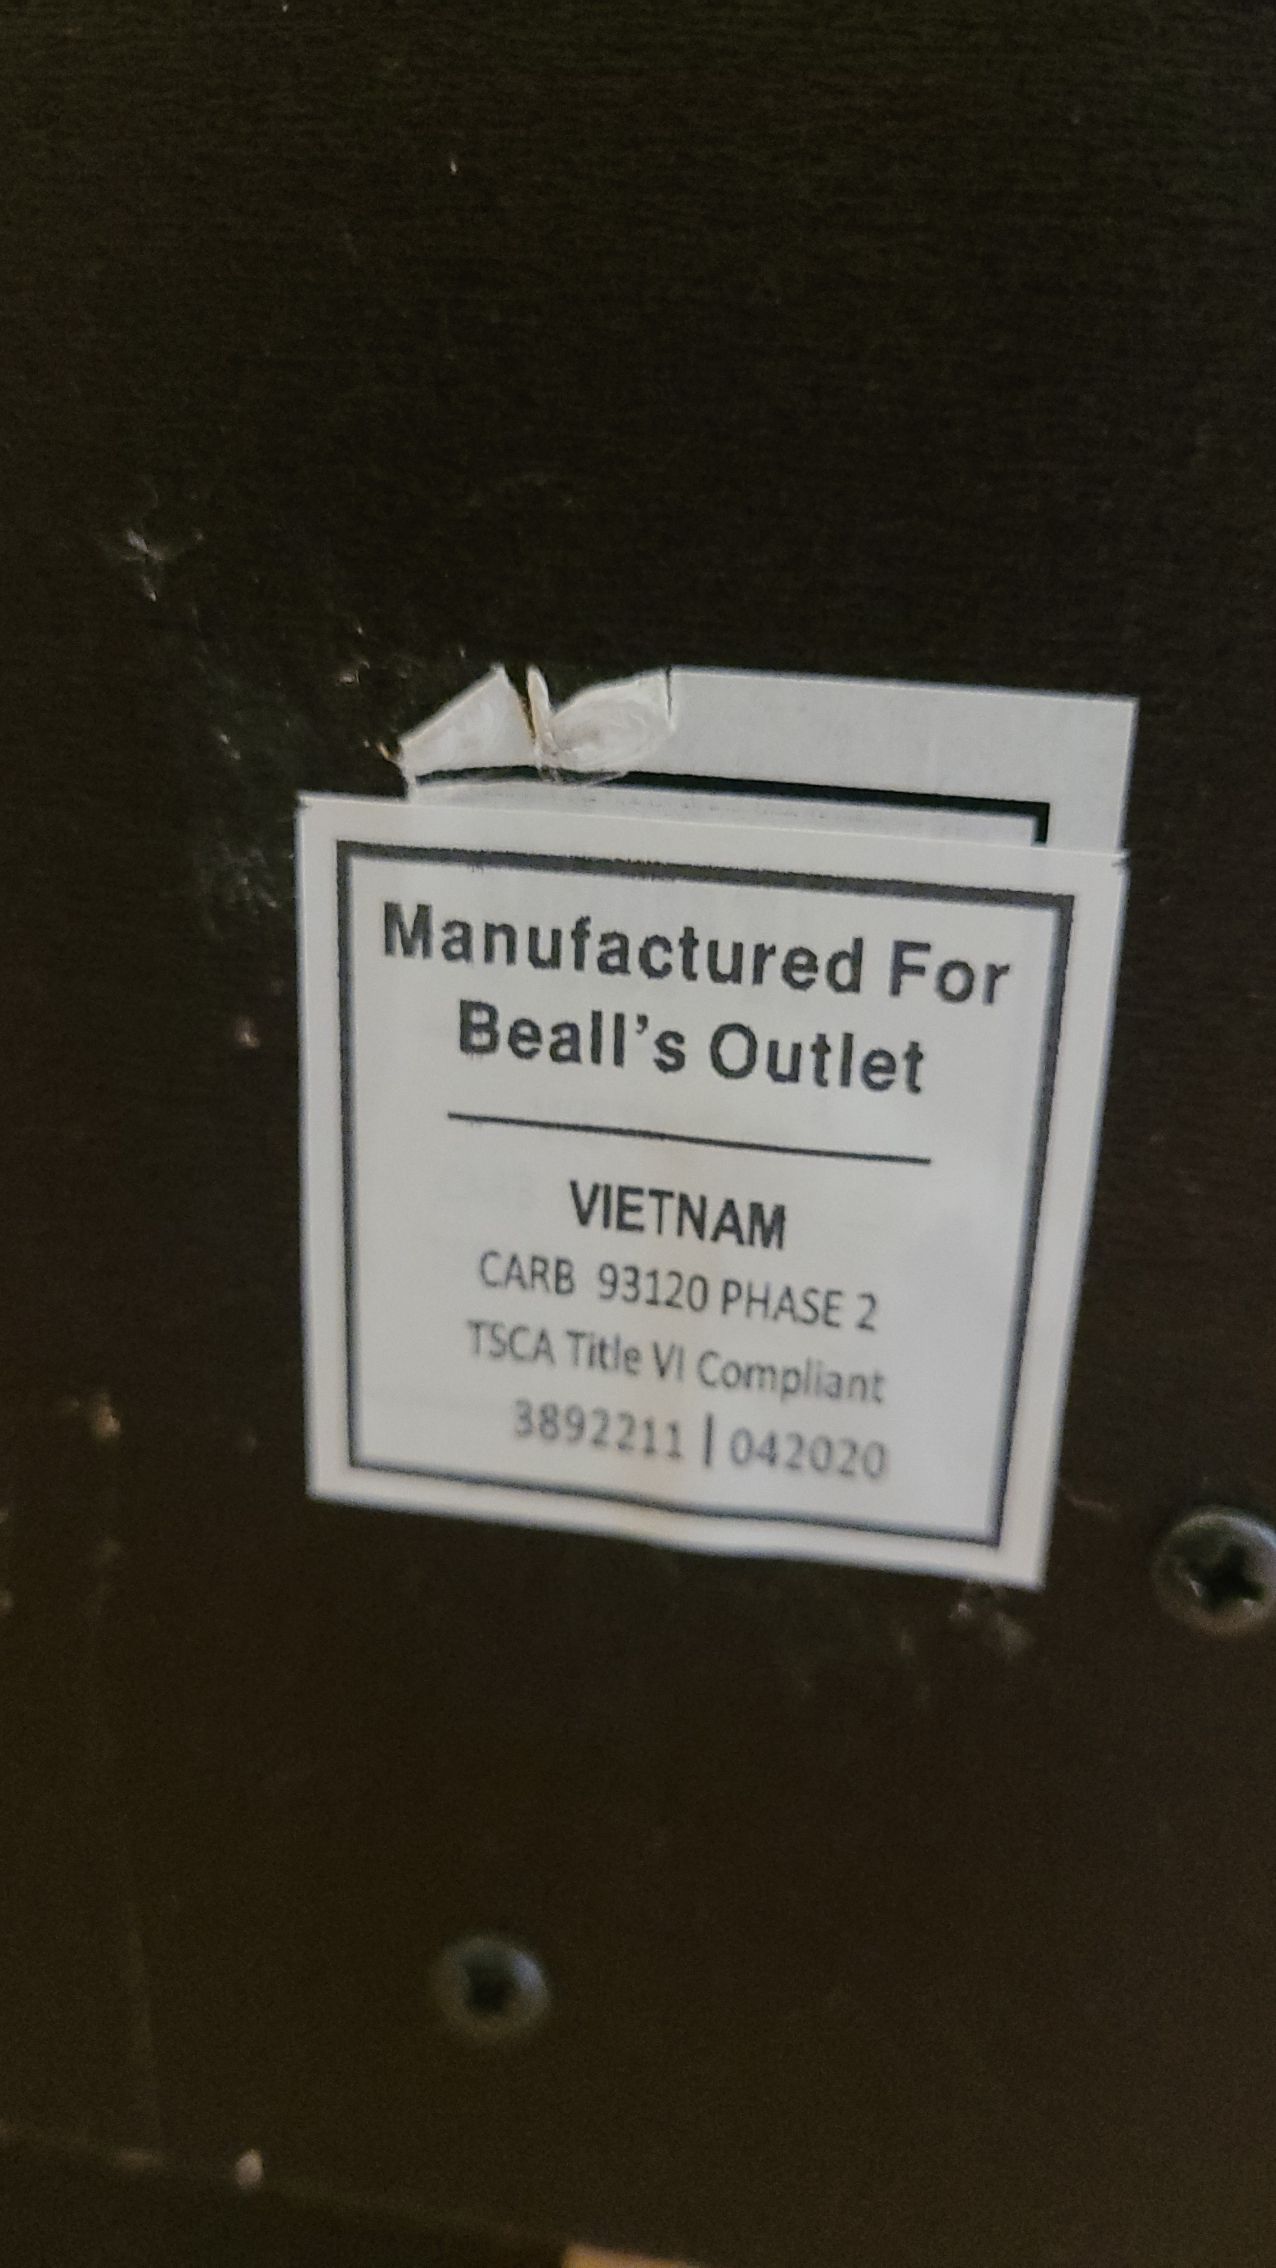 Manufactured For
Beall's Outlet
VIETNAM
CARB 93120 PHASE 2
TSCA Title VI Compliant
3892211 | 042020